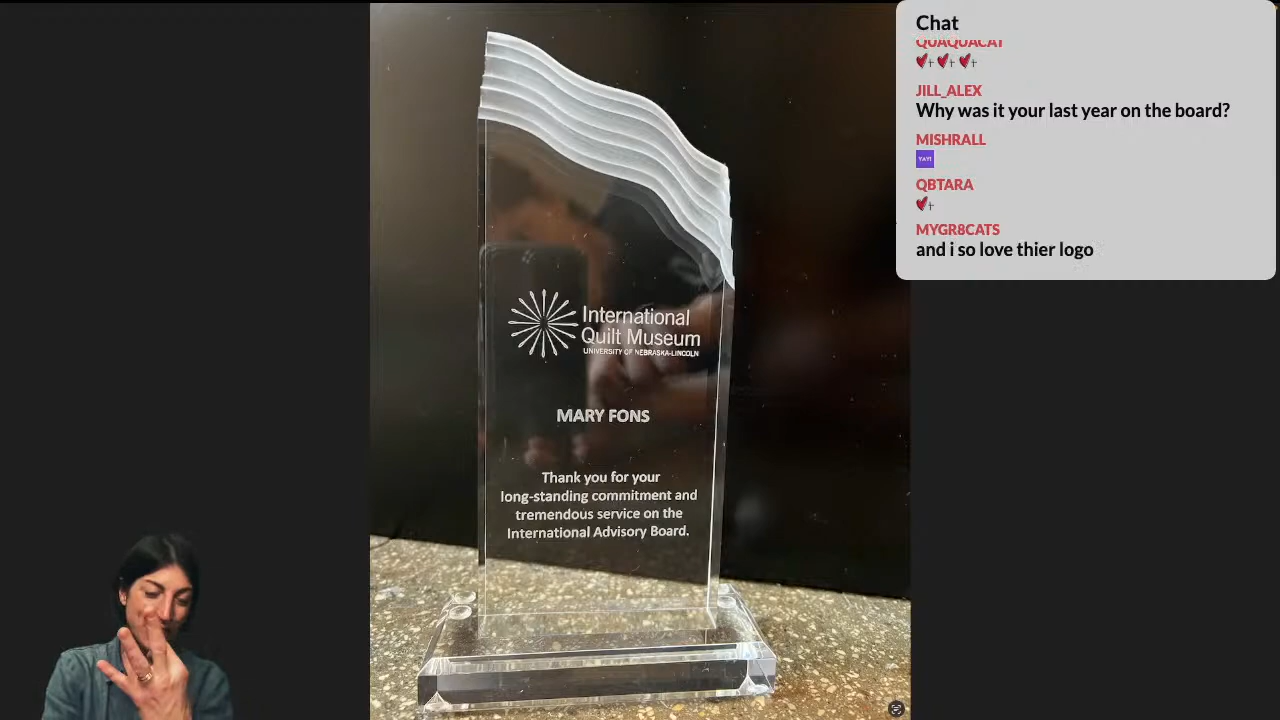 Chat
QUAQUACAT
JILL_ALEX
Why was it your last year on the board?
MISHRALL
YAY!
QBTARA
MYGR8CATS
and i so love thier logo
International
Quilt Museum
UNIVERSITY OF NEBRASKA-LINCOLN
MARY FONS
Thank you for your
long-standing commitment and
tremendous service on the
International Advisory Board.